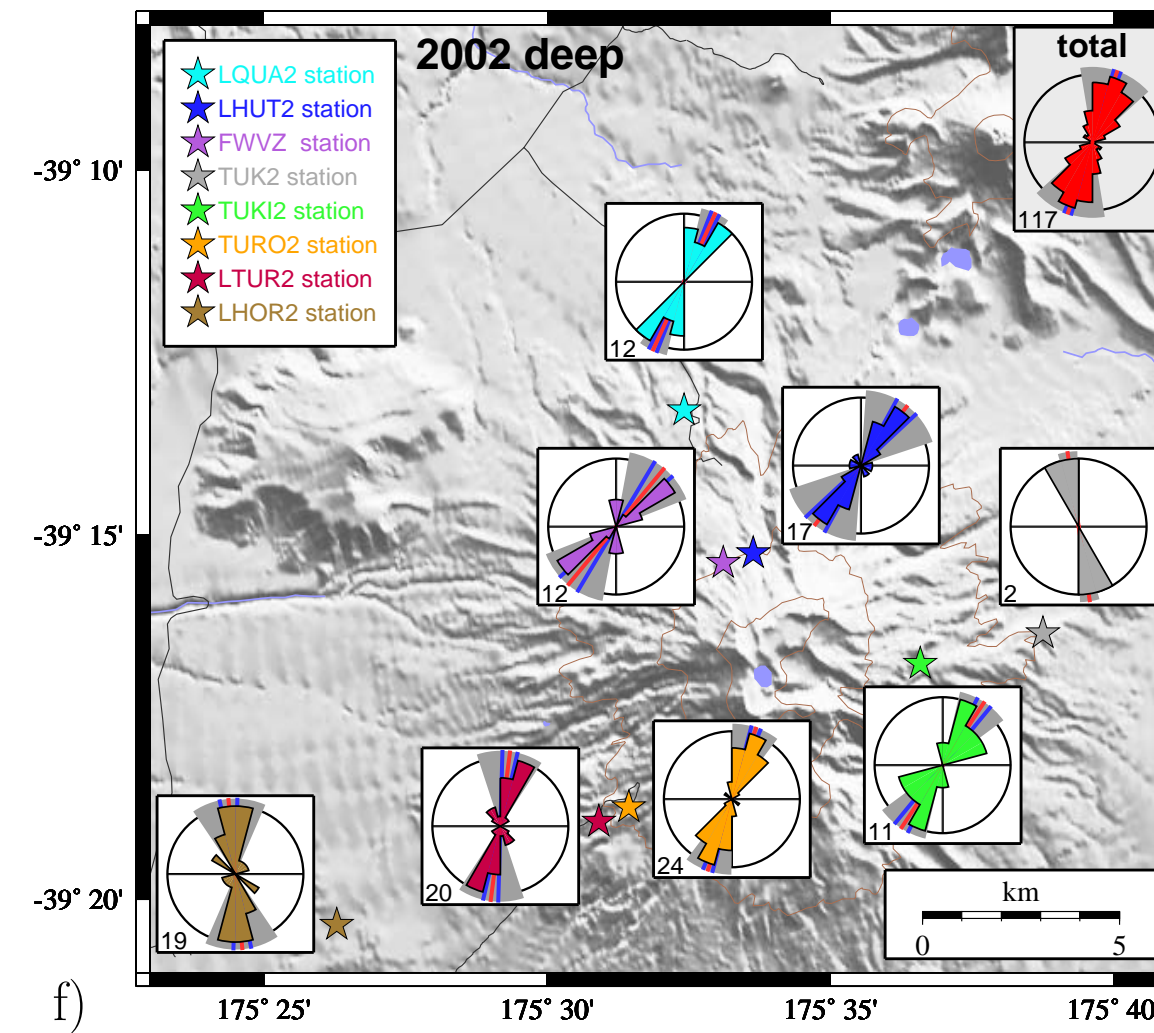 2002 deep
total
LQUA2 station
LHUT2 station
FWVZ station
TUK2 station
TUKI2 station
TURO2 station
LTUR2 station
LHOR2 station
-39° 10'
-39° 15'
-39° 20'
117
12
17
12
2
11
24
20
19
km
0 5
f)
175° 25' 175° 30' 175° 35' 175° 40